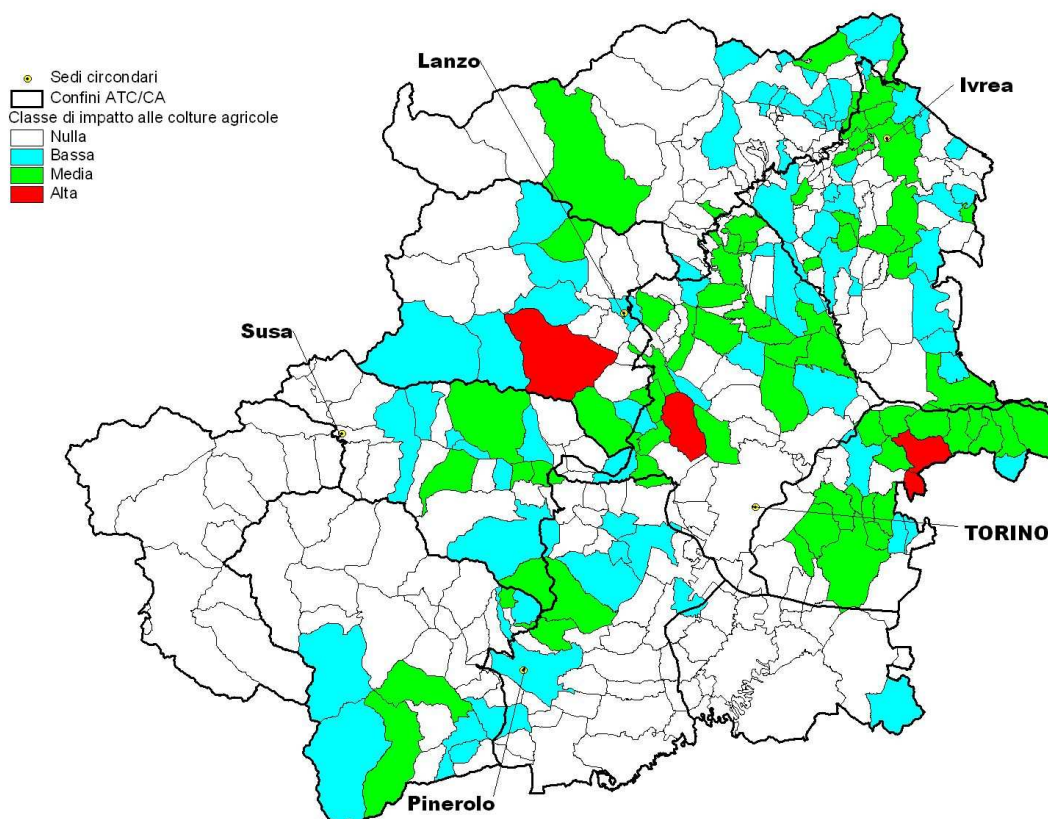 Sedi circondari
Confini ATC/CA
Classe di impatto alle colture agricole
Nulla
Bassa
Media
Alta
Lanzo
Ivrea
Susa
TORINO
Pinerolo